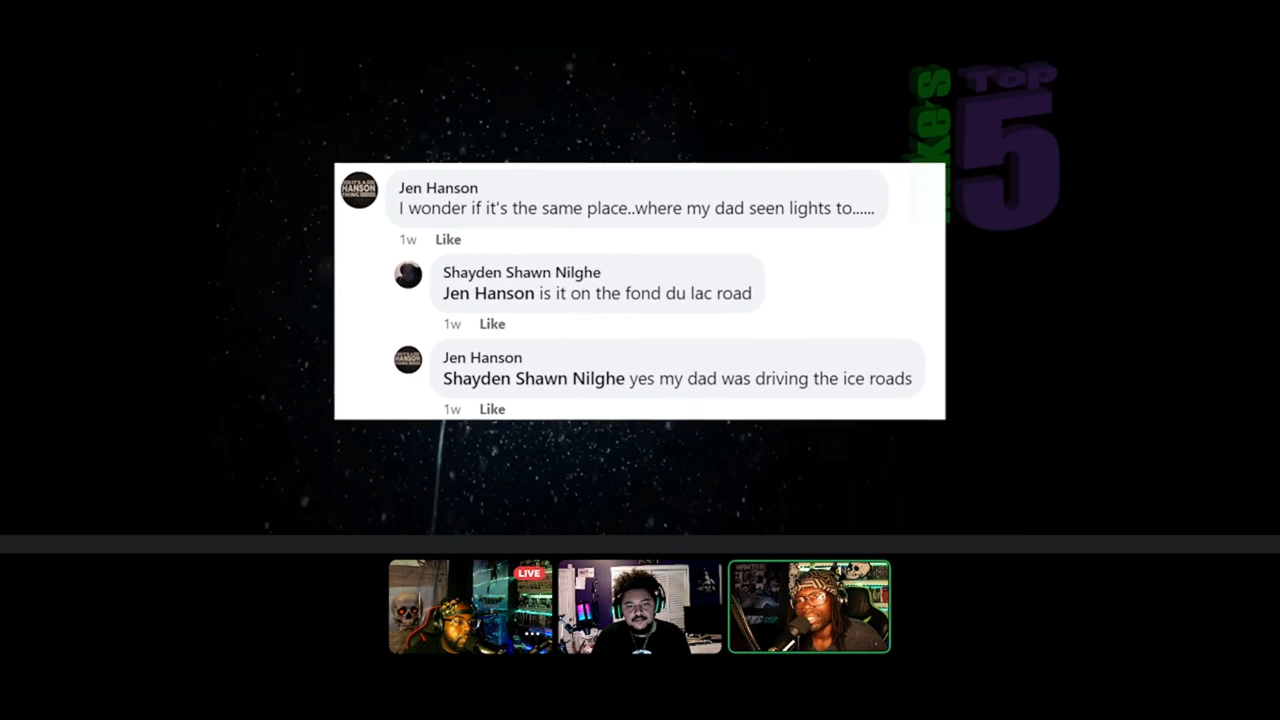 Top
5
Jen Hanson
I wonder if it's the same place..where my dad seen lights to......
1w Like
Shayden Shawn Nilghe
Jen Hanson is it on the fond du lac road
1w Like
Jen Hanson
Shayden Shawn Nilghe yes my dad was driving the ice roads
1w Like
LIVE